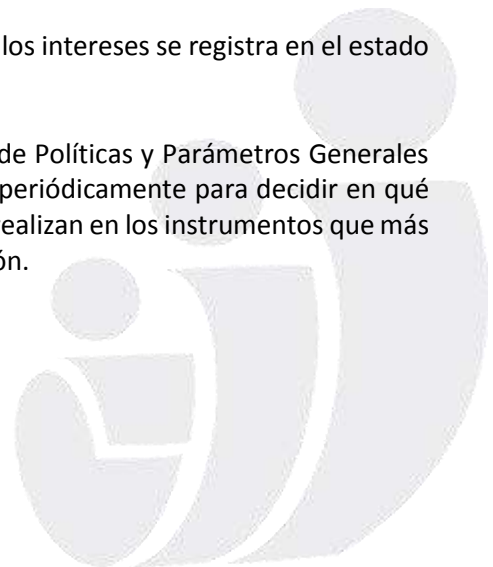 los intereses se registra en el estado
de Políticas y Parámetros Generales
periódicamente para decidir en qué
realizan en los instrumentos que más
ón.